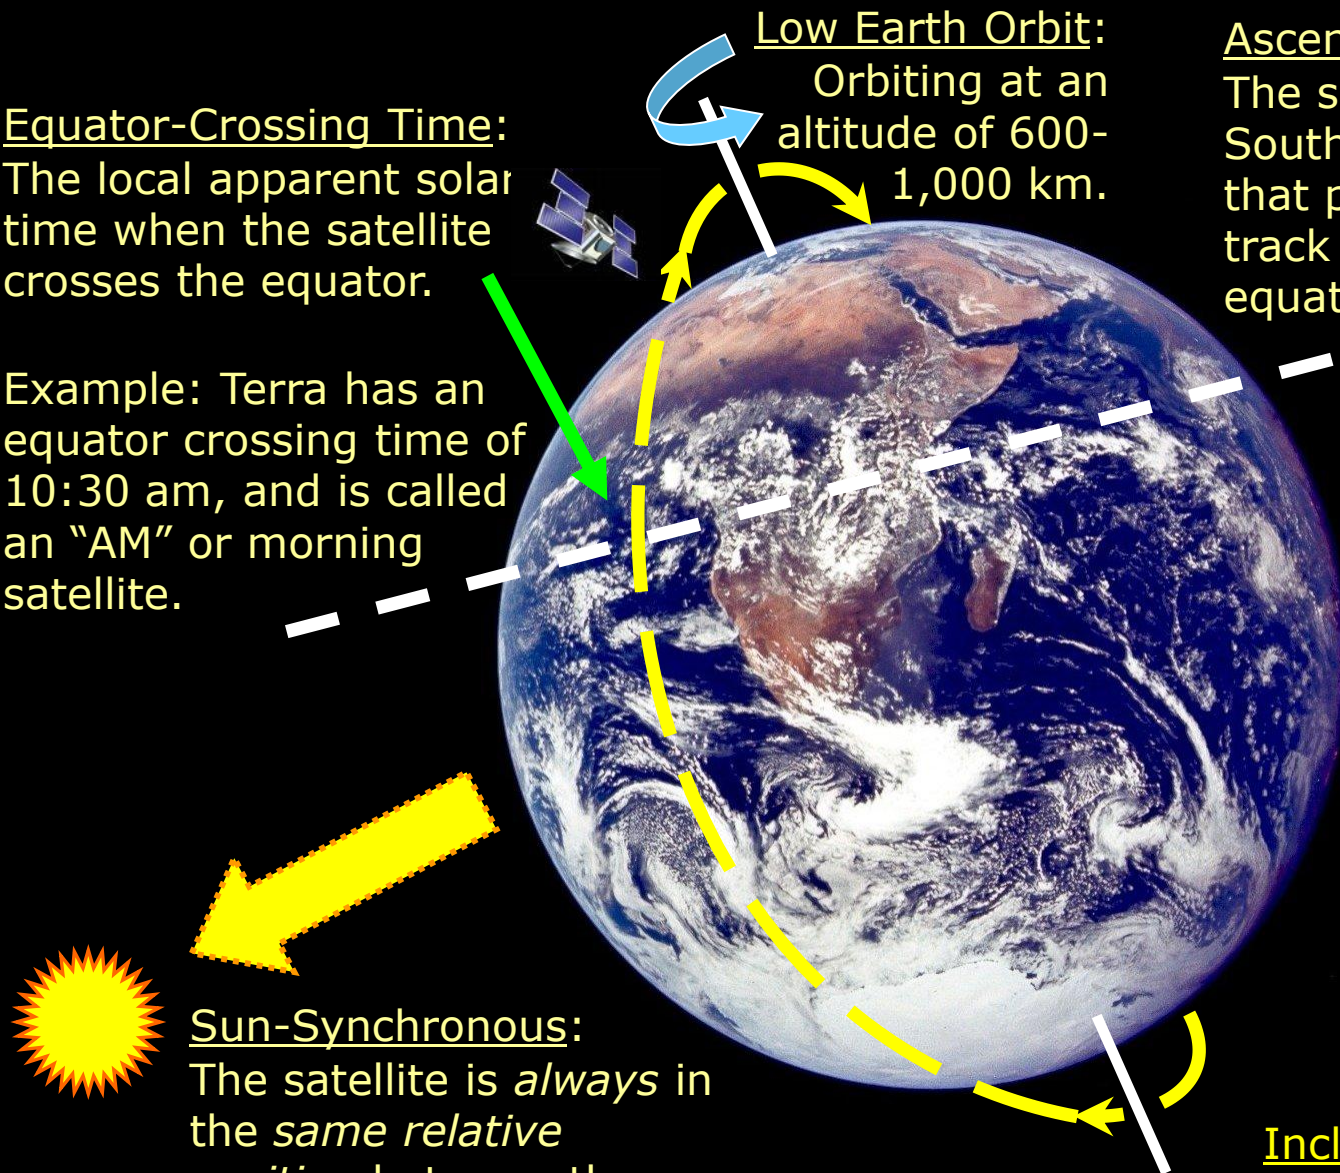 Low Earth Orbit:
Orbiting at an
altitude of 600-
1,000 km.
Equator-Crossing Time:
The local apparent solar
time when the satellite
crosses the equator.
Example: Terra has an
equator crossing time of
10:30 am, and is called
an “AM” or morning
satellite.
The s
South
that p
track
equat
Sun-Synchronous:
The satellite is always in
the same relative
Incl